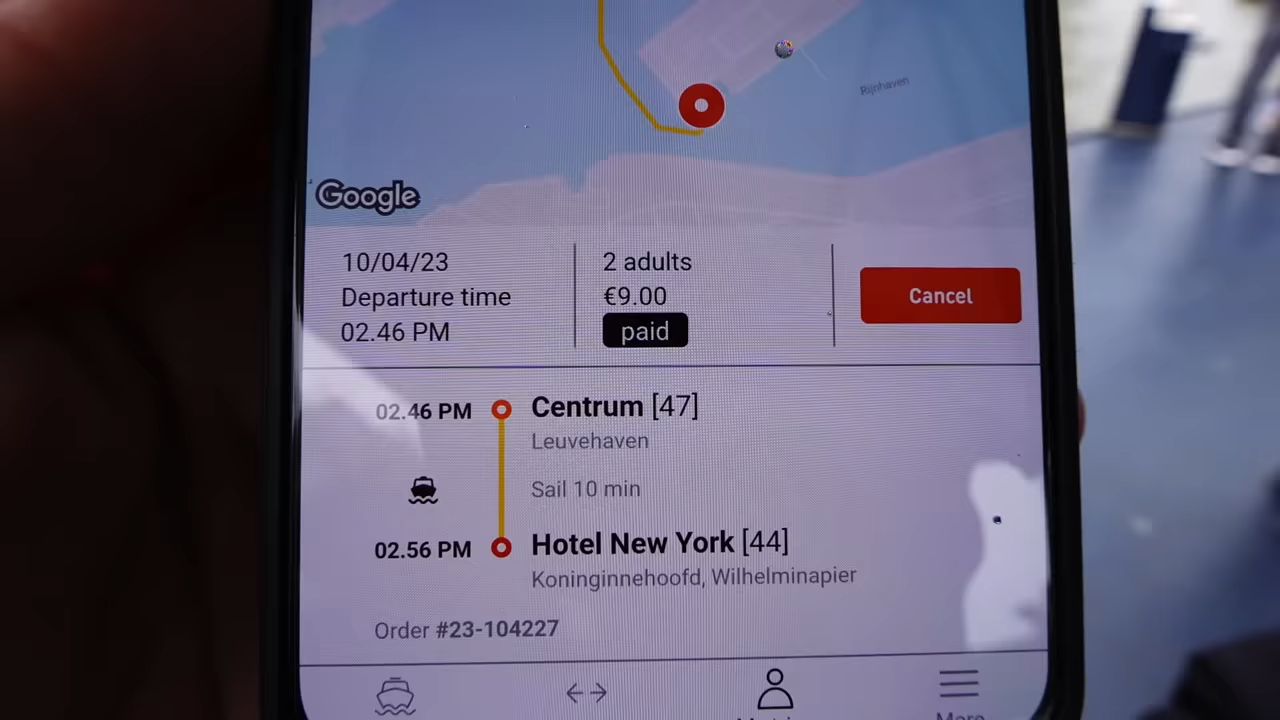 Rijnhaven
Google
10/04/23
Departure time
02.46 PM
2 adults
€9.00
paid
Cancel
02.46 PM
Centrum [47]
Leuvehaven
Sail 10 min
02.56 PM
Hotel New York [44]
Koninginnehoofd, Wilhelminapier
Order #23-104227
More